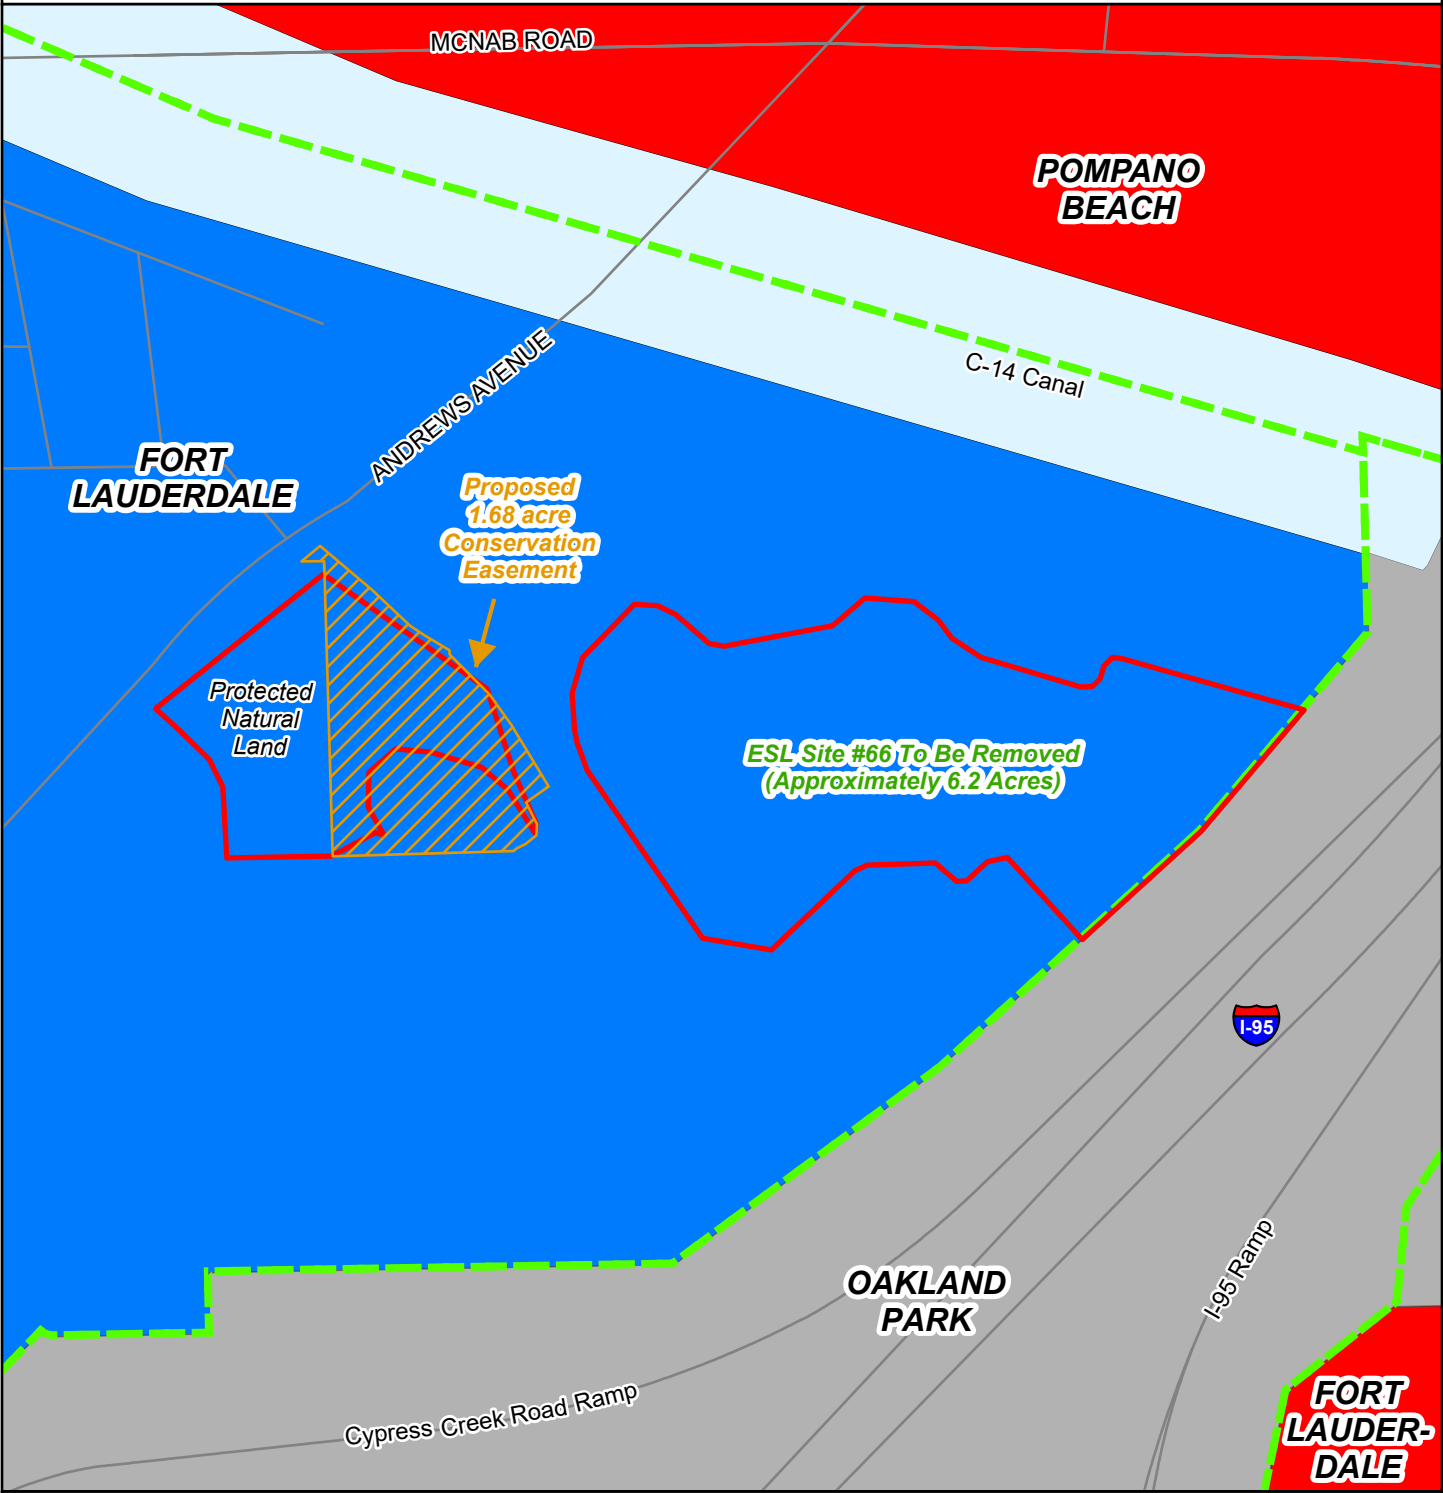 MCNAB ROAD
POMPANO
BEACH
C-14 Canal
ANDREWS AVENUE
FORT
LAUDERDALE
Proposed
1.68 acre
Conservation
Easement
Protected
Natural
Land
ESL Site #66 To Be Removed
(Approximately 6.2 Acres)
I-95
I-95 Ramp
OAKLAND
PARK
Cypress Creek Road Ramp
FORT
LAUDER-
DALE